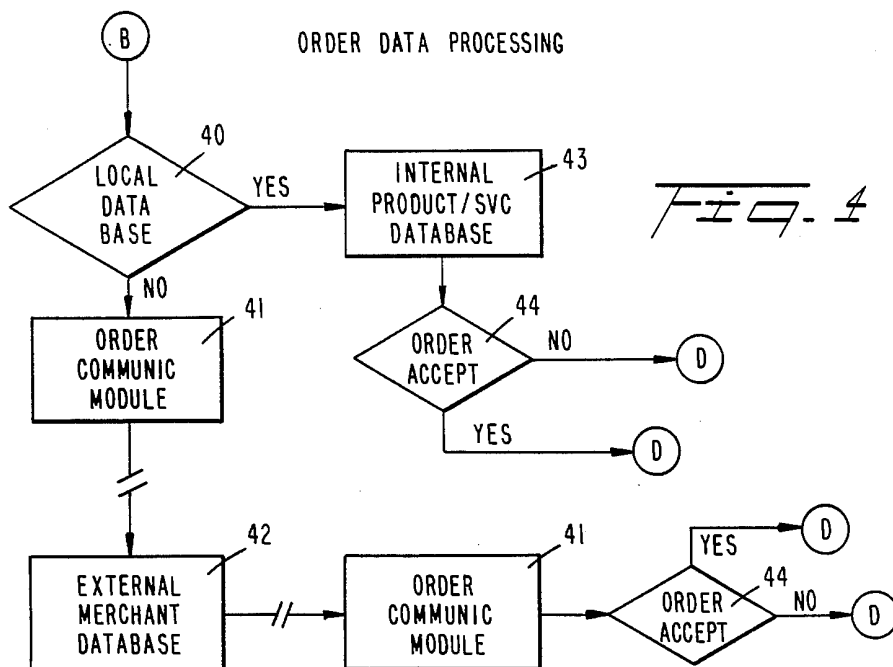 B
ORDER DATA PROCESSING
40
LOCAL
DATA
BASE
YES
NO
43
INTERNAL
PRODUCT/SVC
DATABASE
Fig. 4
41
ORDER
COMMUNIC
MODULE
44
ORDER
ACCEPT
NO
D
YES
D
42
EXTERNAL
MERCHANT
DATABASE
41
ORDER
COMMUNIC
MODULE
44
ORDER
ACCEPT
YES
D
NO
D